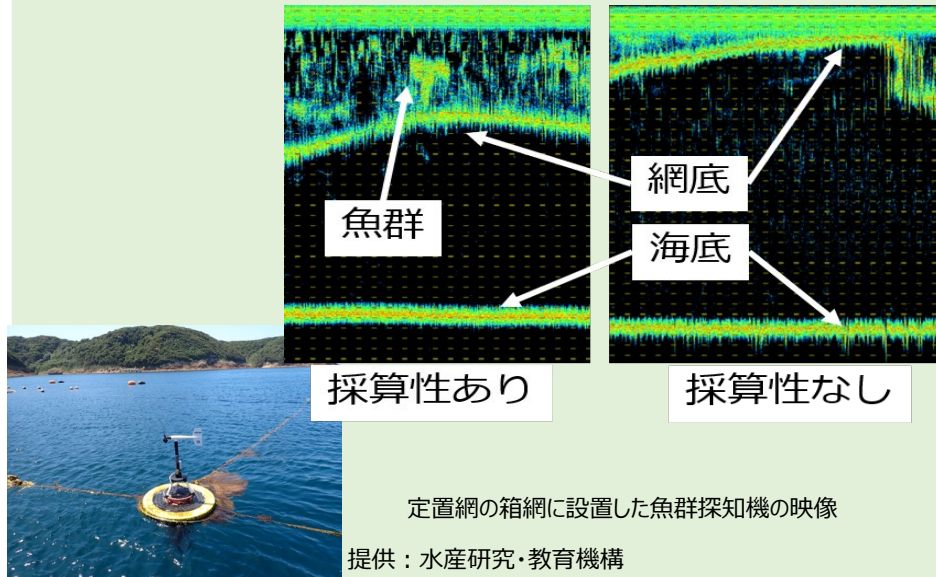 魚群
網底
海底
採算性あり
採算性なし
定置網の箱網に設置した魚群探知機の映像
提供：水産研究・教育機構